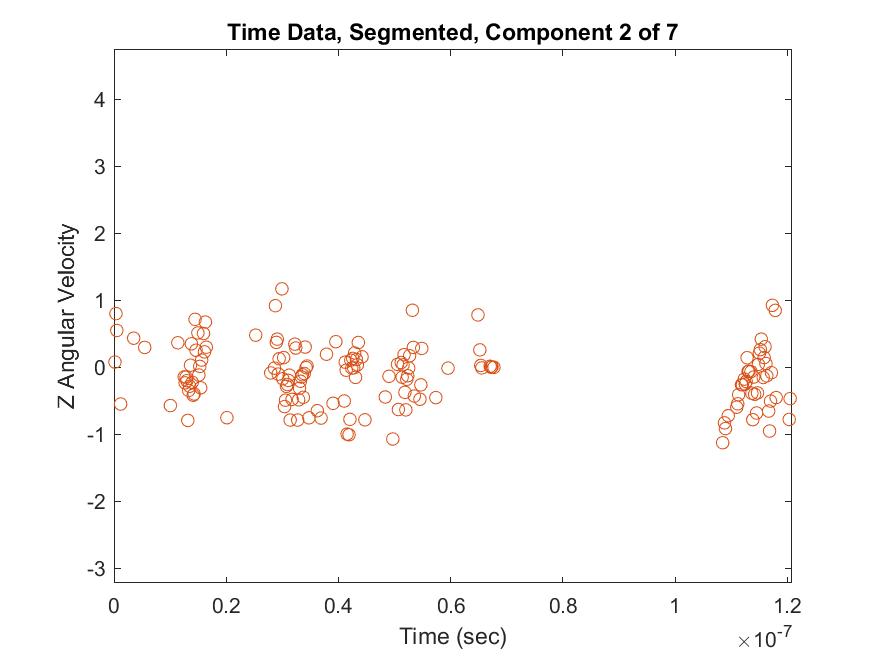 Time Data, Segmented, Component 2 of 7
Z Angular Velocity
4
3
2
1
0
-1
-2
-3
0 0.2 0.4 0.6 0.8 1 1.2
Time (sec)
×10-7